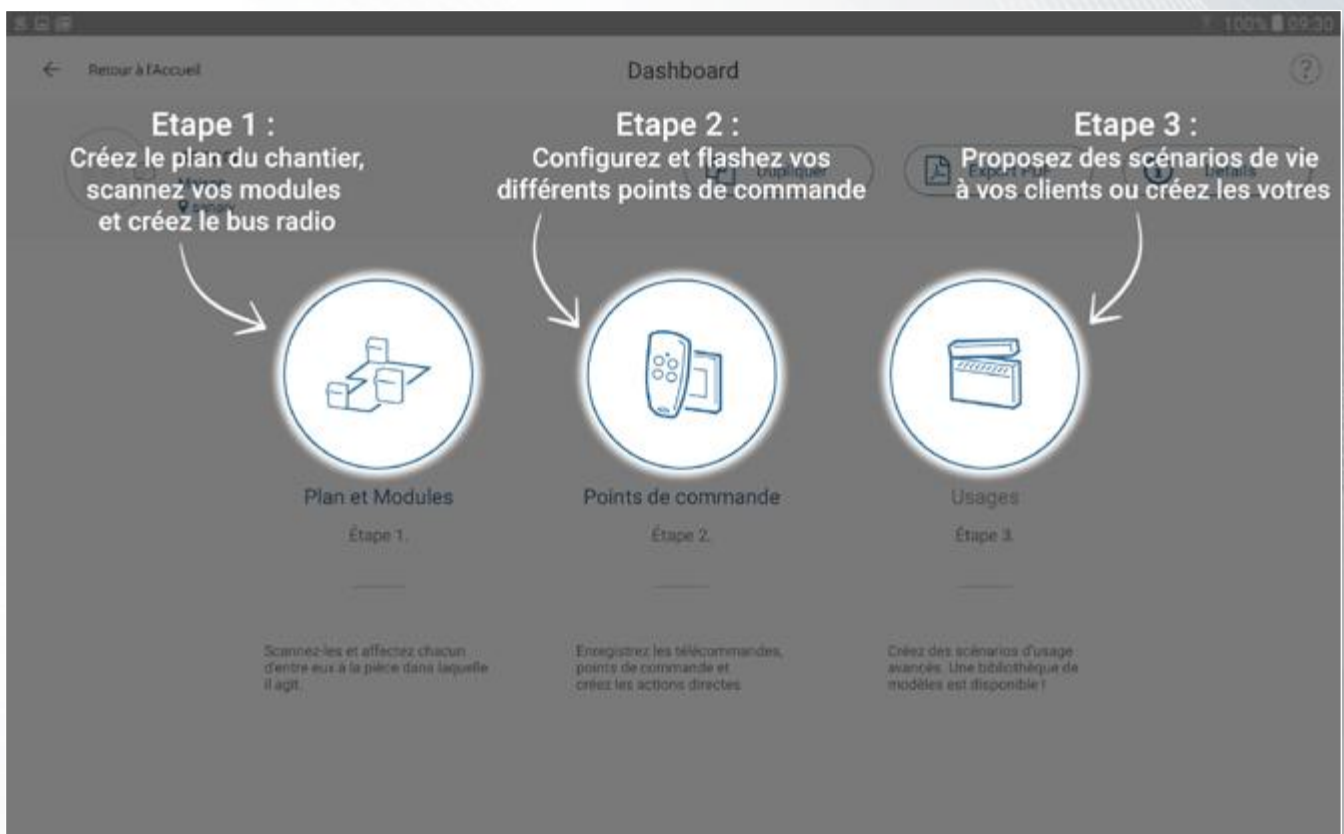 100% 09:30
Retour à l'Accueil
Dashboard
?
Etape 1 :
Créez le plan du chantier,
scannez vos modules
et créez le bus radio
Etape 2 :
Configurez et flashez vos
différents points de commande
Etape 3 :
Proposez des scénarios de vie
à vos clients ou créez les votres
Maison
Dupliquer
Export PDF
Détails
Plan et Modules
Étape 1.
Scannez-les et affectez chacun
d'entre eux à la pièce dans laquelle
il agit.
Points de commande
Étape 2.
Enregistrez les télécommandes,
points de commande et
créez les actions directes
Usages
Étape 3.
Créez des scénarios d'usage
avancés. Une bibliothèque de
modèles est disponible !